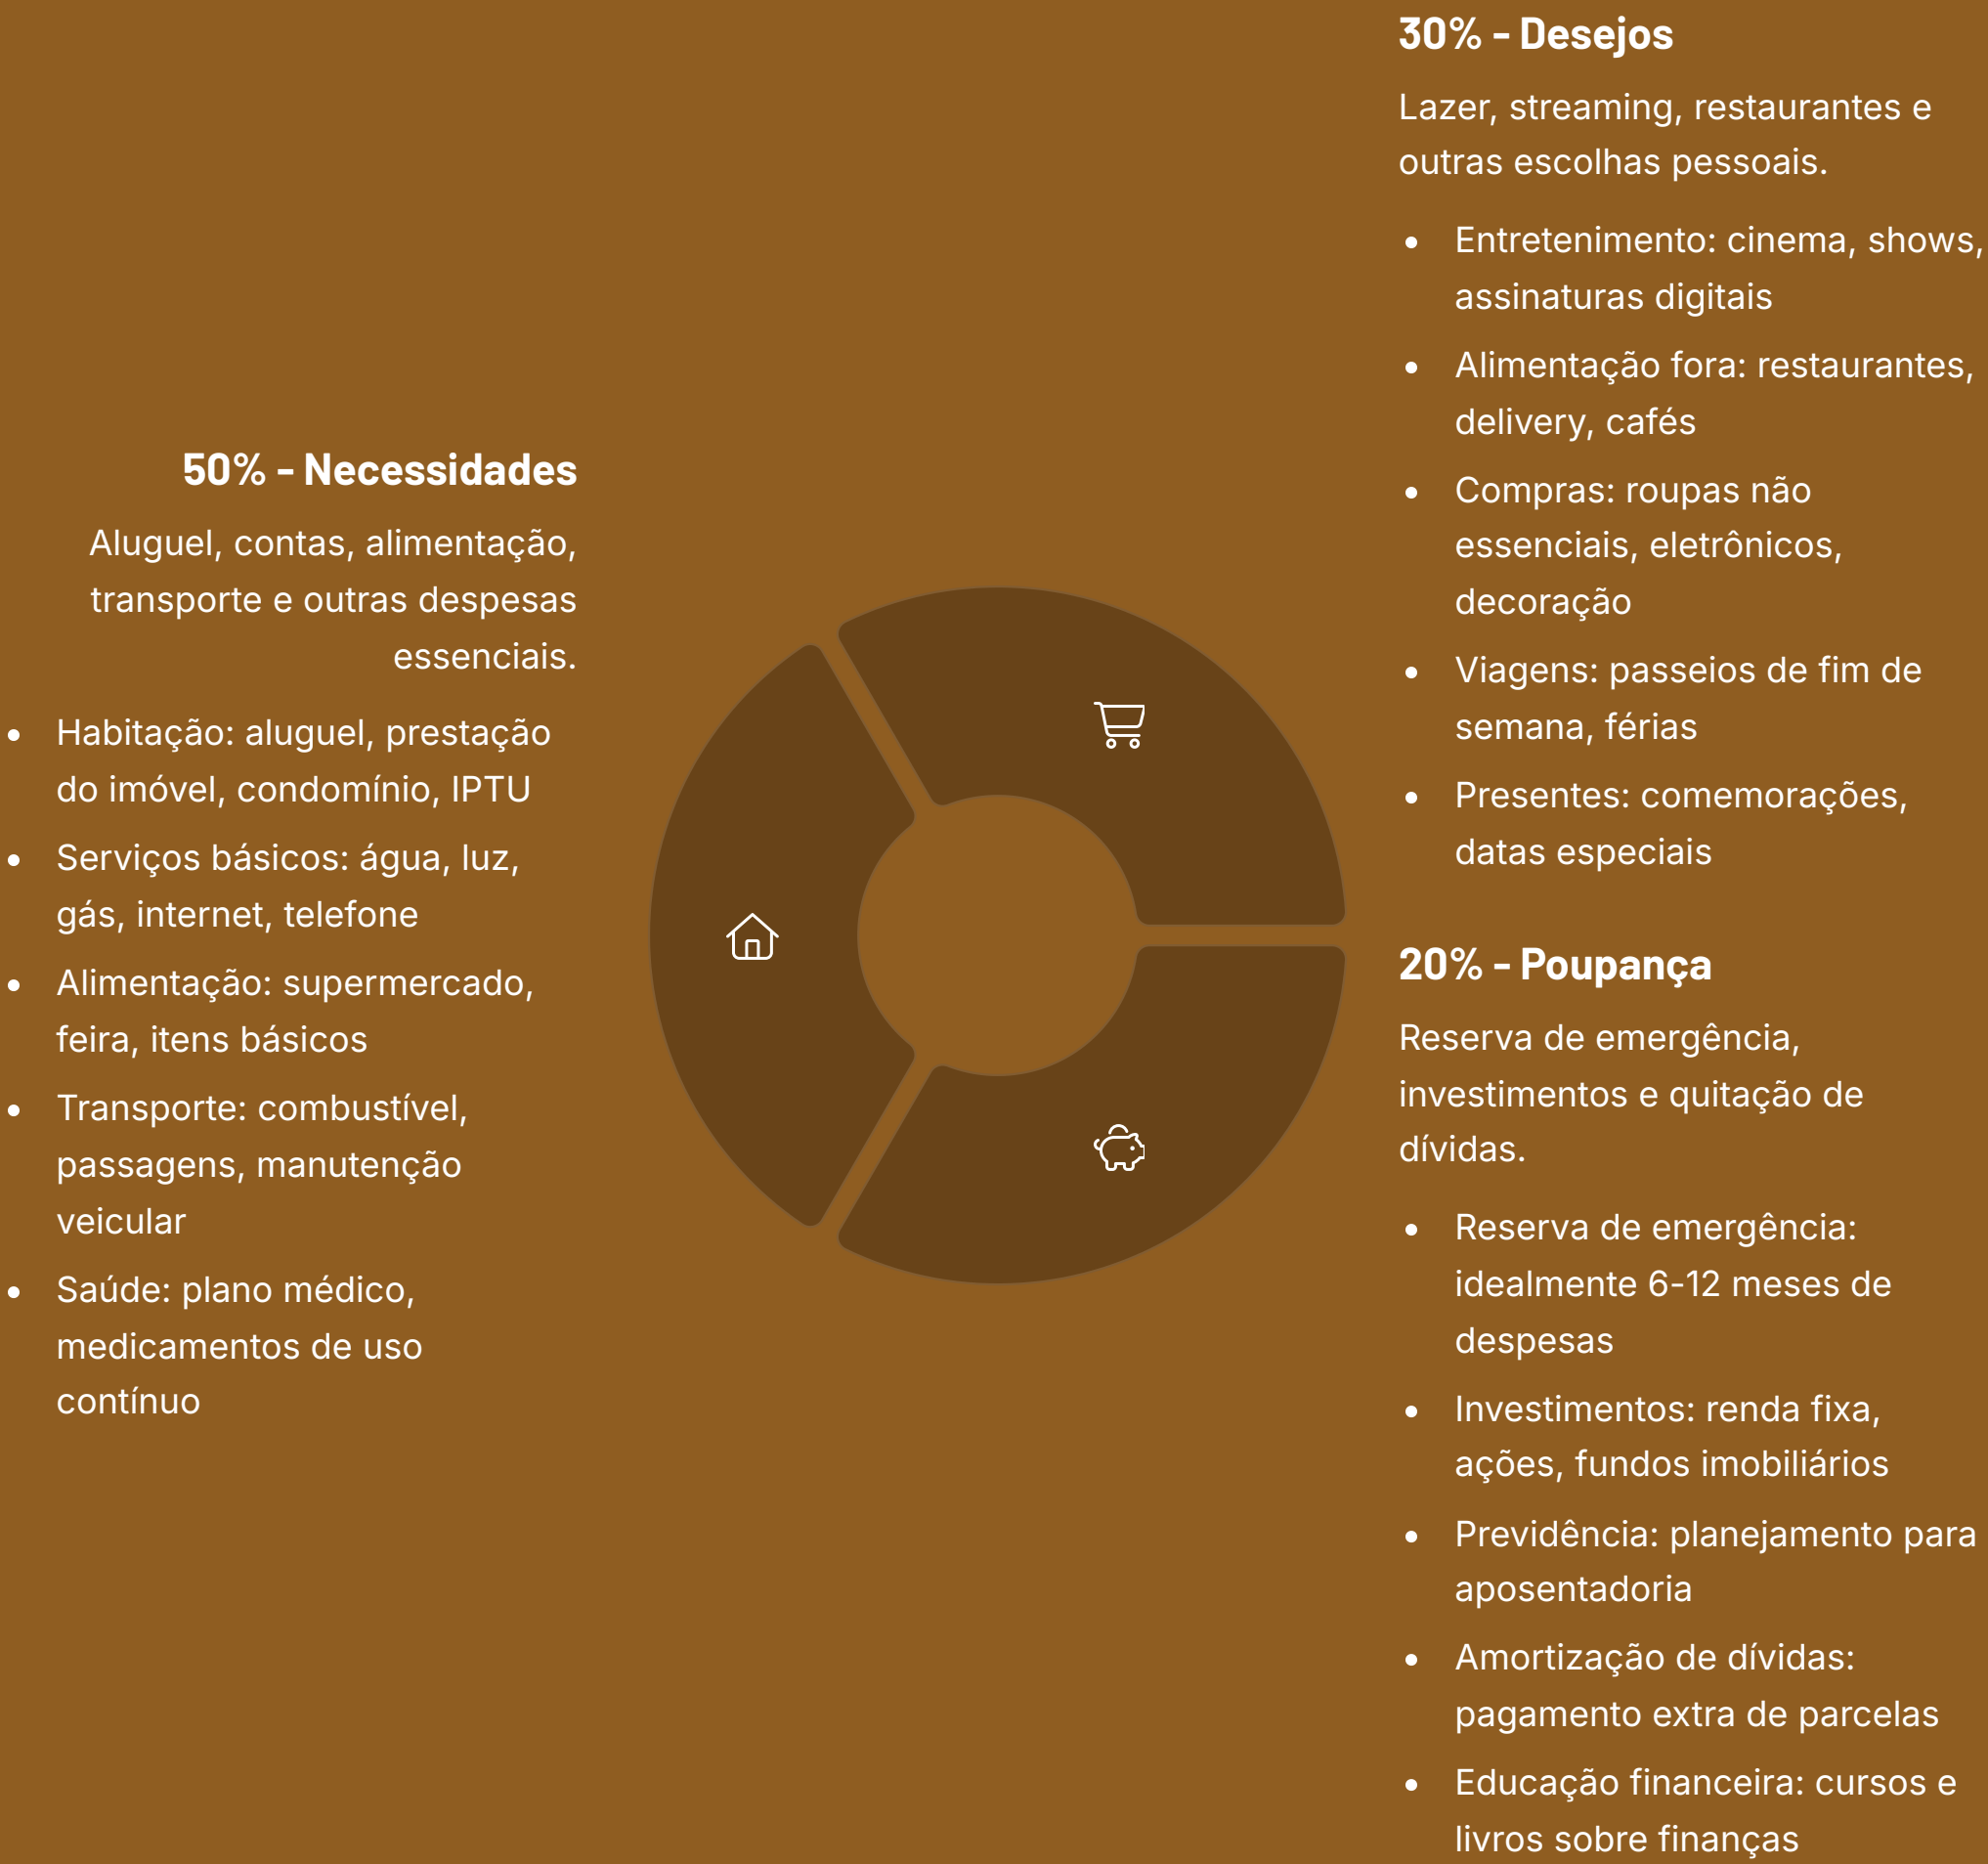 50% - Necessidades
Aluguel, contas, alimentação,
transporte e outras despesas
essenciais.
• Habitação: aluguel, prestação
do imóvel, condomínio, IPTU
• Serviços básicos: água, luz,
gás, internet, telefone
• Alimentação: supermercado,
feira, itens básicos
• Transporte: combustível,
passagens, manutenção
veicular
• Saúde: plano médico,
medicamentos de uso
contínuo
30% - Desejos
Lazer, streaming, restaurantes e
outras escolhas pessoais.
• Entretenimento: cinema, shows,
assinaturas digitais
• Alimentação fora: restaurantes,
delivery, cafés
• Compras: roupas não
essenciais, eletrônicos,
decoração
• Viagens: passeios de fim de
semana, férias
• Presentes: comemorações,
datas especiais
20% - Poupança
Reserva de emergência,
investimentos e quitação de
dívidas.
• Reserva de emergência:
idealmente 6-12 meses de
despesas
• Investimentos: renda fixa,
ações, fundos imobiliários
• Previdência: planejamento para
aposentadoria
• Amortização de dívidas:
pagamento extra de parcelas
• Educação financeira: cursos e
livros sobre finanças